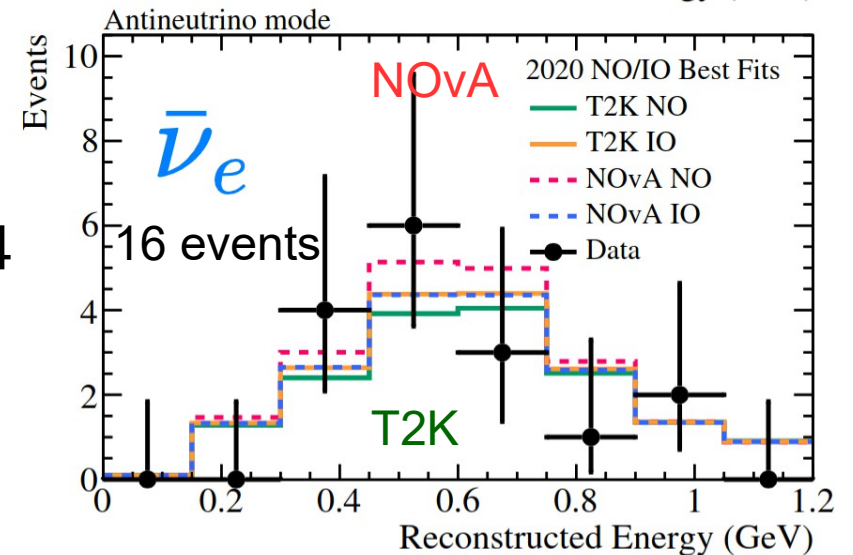 Antineutrino mode
Events
10
8
6
4
2
0
NOvA
ν̄e
16 events
4
T2K
2020 NO/IO Best Fits
T2K NO
T2K IO
NOvA NO
NOvA IO
Data
0 0.2 0.4 0.6 0.8 1 1.2
Reconstructed Energy (GeV)